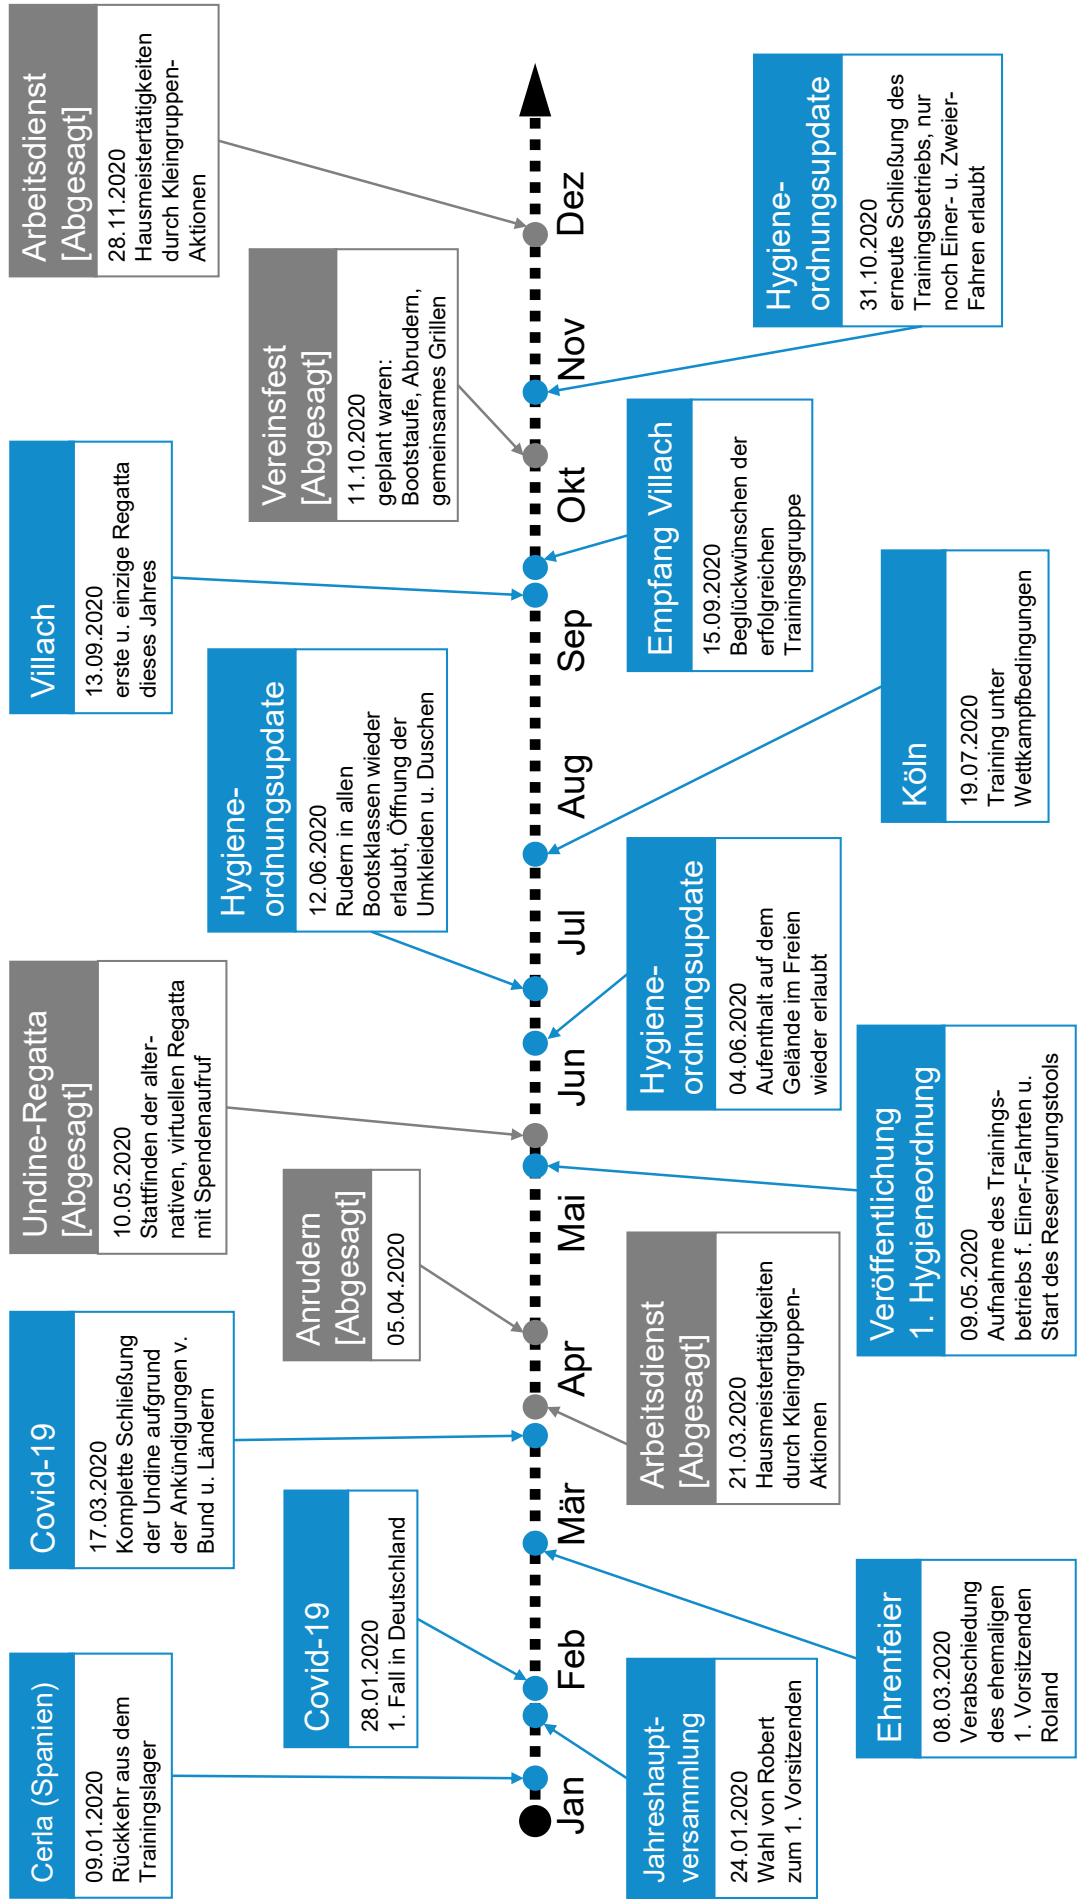 Cerla (Spanien)
09.01.2020
Rückkehr aus dem
Trainingslager
Covid-19
17.03.2020
Komplette Schließung
der Undine aufgrund
der Ankündigungen v.
Bund u. Ländern
Undine-Regatta
[Abgesagt]
10.05.2020
Stattfinden der alter-
nativen, virtuellen Regatta
mit Spendenaufruf
Villach
13.09.2020
erste u. einzige Regatta
dieses Jahres
Arbeitsdienst
[Abgesagt]
28.11.2020
Hausmeistertätigkeiten
durch Kleingruppen-
Aktionen
Covid-19
28.01.2020
1. Fall in Deutschland
Anrudern
[Abgesagt]
05.04.2020
Hygiene-
ordnungsupdate
12.06.2020
Rudern in allen
Bootsklassen wieder
erlaubt, Öffnung der
Umkleiden u. Duschen
Vereinsfest
[Abgesagt]
11.10.2020
geplant waren:
Bootstaufe, Abrudern,
gemeinsames Grillen
Jan
Feb
Mär
Apr
Mai
Jun
Jul
Aug
Sep
Okt
Nov
Dez
Jahreshaupt-
versammlung
24.01.2020
Wahl von Robert
zum 1. Vorsitzenden
Arbeitsdienst
[Abgesagt]
21.03.2020
Hausmeistertätigkeiten
durch Kleingruppen-
Aktionen
Hygiene-
ordnungsupdate
04.06.2020
Aufenthalt auf dem
Gelände im Freien
wieder erlaubt
Empfang Villach
15.09.2020
Beglückwünschen der
erfolgreichen
Trainingsgruppe
Hygiene-
ordnungsupdate
31.10.2020
erneute Schließung des
Trainingsbetriebs, nur
noch Einer- u. Zweier-
Fahren erlaubt
Ehrenfeier
08.03.2020
Verabschiedung
des ehemaligen
1. Vorsitzenden
Roland
Veröffentlichung
1. Hygieneordnung
09.05.2020
Aufnahme des Trainings-
betriebs f. Einer-Fahrten u.
Start des Reservierungstools
Köln
19.07.2020
Training unter
Wettkampfbedingungen